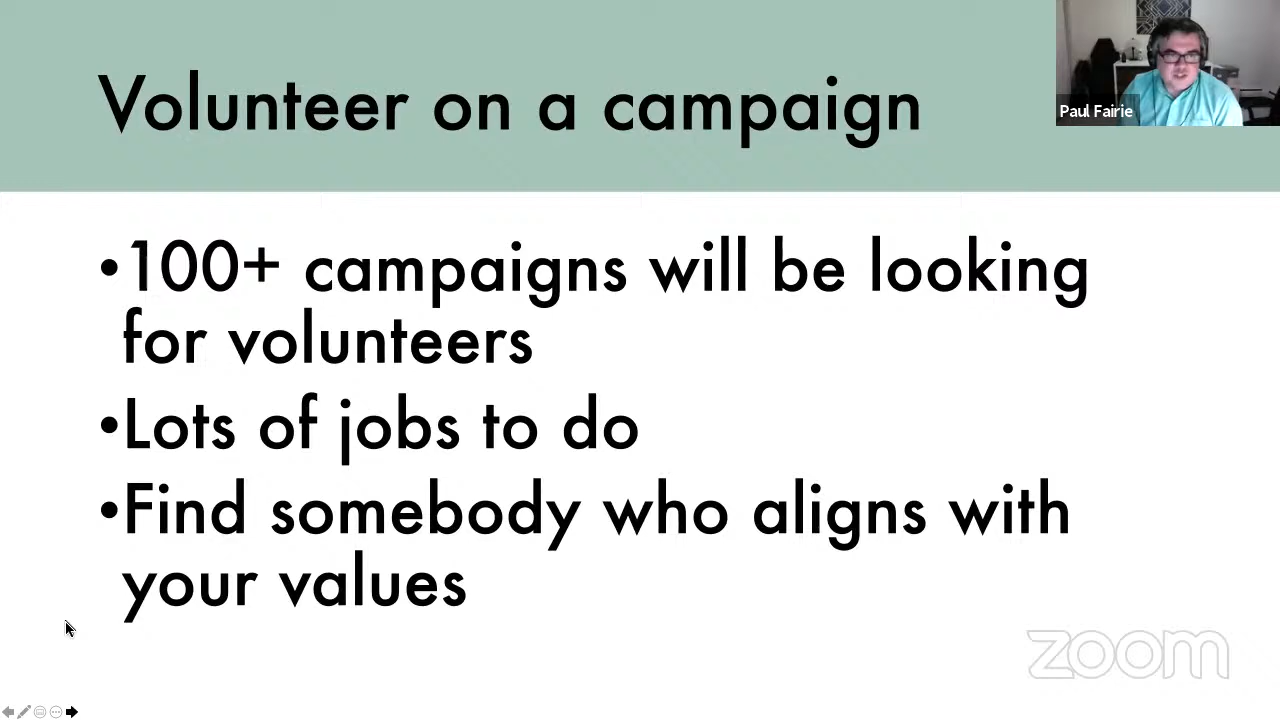 Volunteer on a campaign
Paul Fairie
•100+ campaigns will be looking
for volunteers
•Lots of jobs to do
•Find somebody who aligns with
your values
zoom